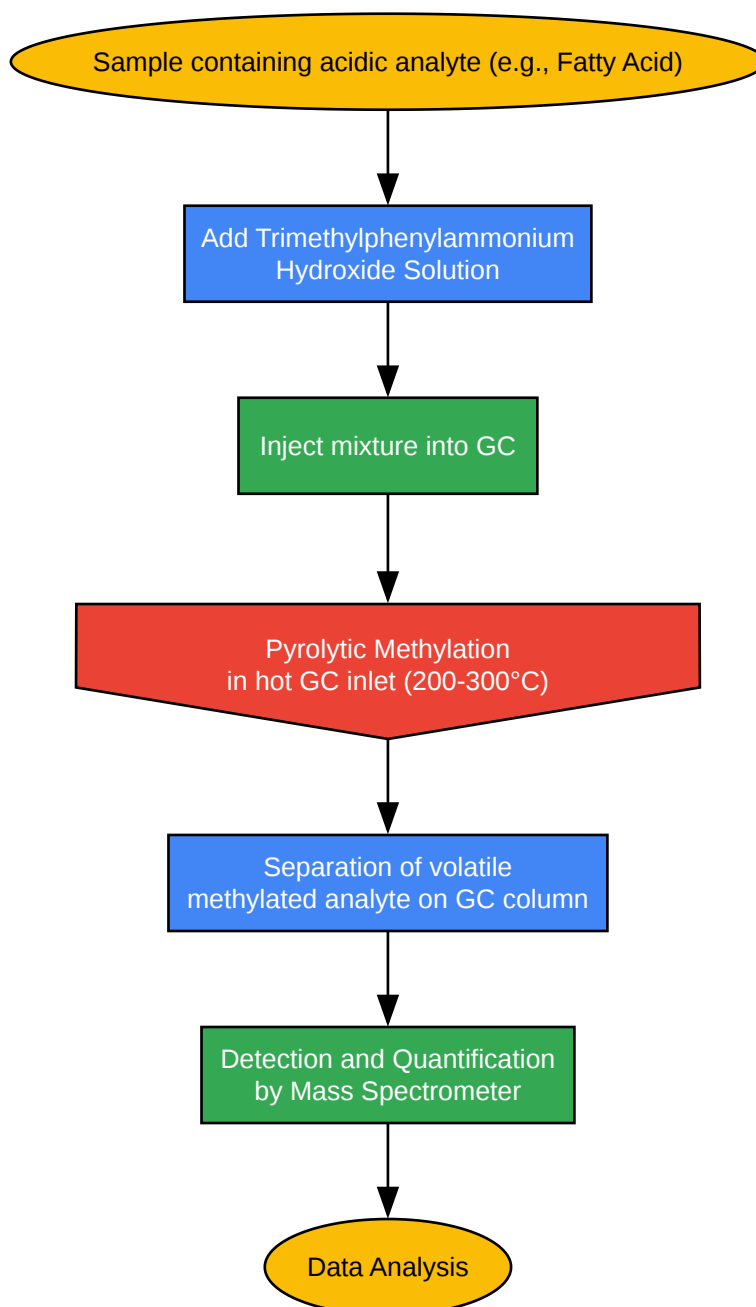 Sample containing acidic analyte (e.g., Fatty Acid)
Add Trimethylphenylammonium
Hydroxide Solution
Inject mixture into GC
Pyrolytic Methylation
in hot GC inlet (200-300°C)
Separation of volatile
methylated analyte on GC column
Detection and Quantification
by Mass Spectrometer
Data Analysis